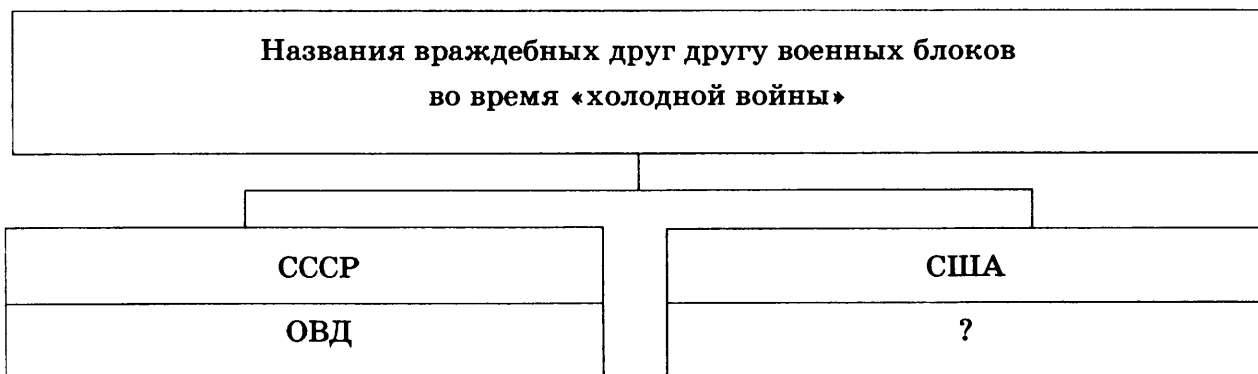 Названия враждебных друг другу военных блоков
во время «холодной войны»
СССР
США
ОВД
?